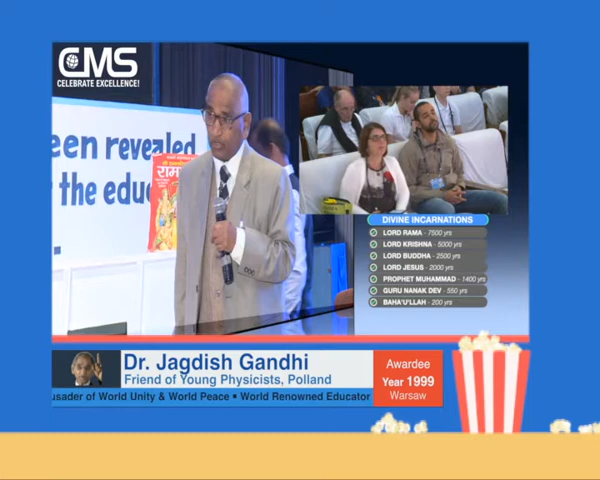 CMS
CELEBRATE EXCELLENCE!
een revealed
the edu
राम
DIVINE INCARNATIONS
LORD RAMA - 7500 yrs
LORD KRISHNA - 5000 yrs
LORD BUDDHA - 2500 yrs
LORD JESUS - 2000 yrs
PROPHET MUHAMMAD - 1400 yrs
GURU NANAK DEV - 550 yrs
BAHA'U'LLAH - 200 yrs
Dr. Jagdish Gandhi
Friend of Young Physicists, Polland
usader of World Unity & World Peace ▪ World Renowned Educator
Awardee
Year 1999
Warsaw